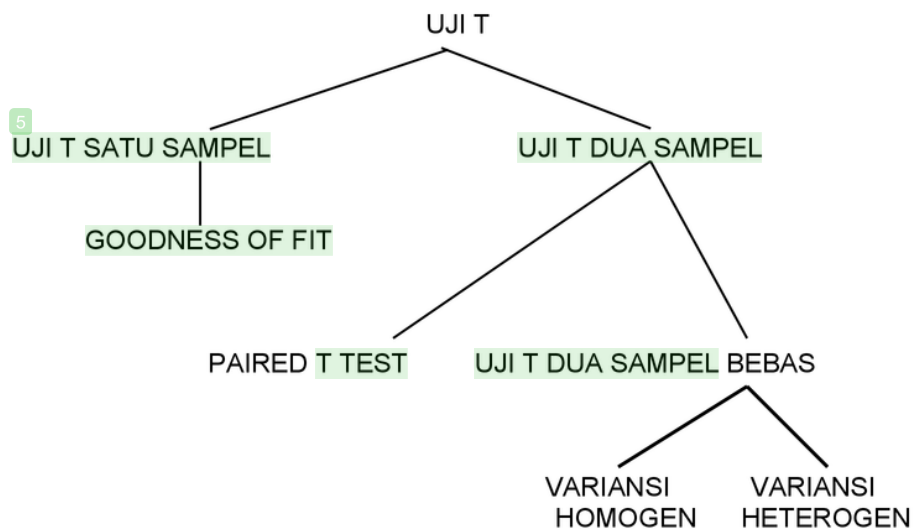 UJI T
5
UJI T SATU SAMPEL
UJI T DUA SAMPEL
GOODNESS OF FIT
PAIRED T TEST
UJI T DUA SAMPEL BEBAS
VARIANSI
HOMOGEN
VARIANSI
HETEROGEN